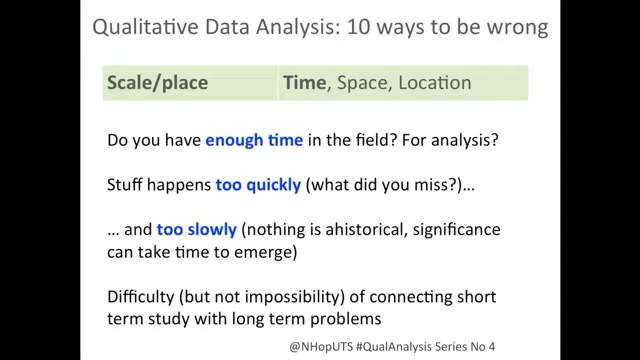 Qualitative Data Analysis: 10 ways to be wrong
Scale/place Time, Space, Location
Do you have enough time in the field? For analysis?
Stuff happens too quickly (what did you miss?)...
... and too slowly (nothing is ahistorical, significance
can take time to emerge)
Difficulty (but not impossibility) of connecting short
term study with long term problems
@NHopUTS #QualAnalysis Series No 4